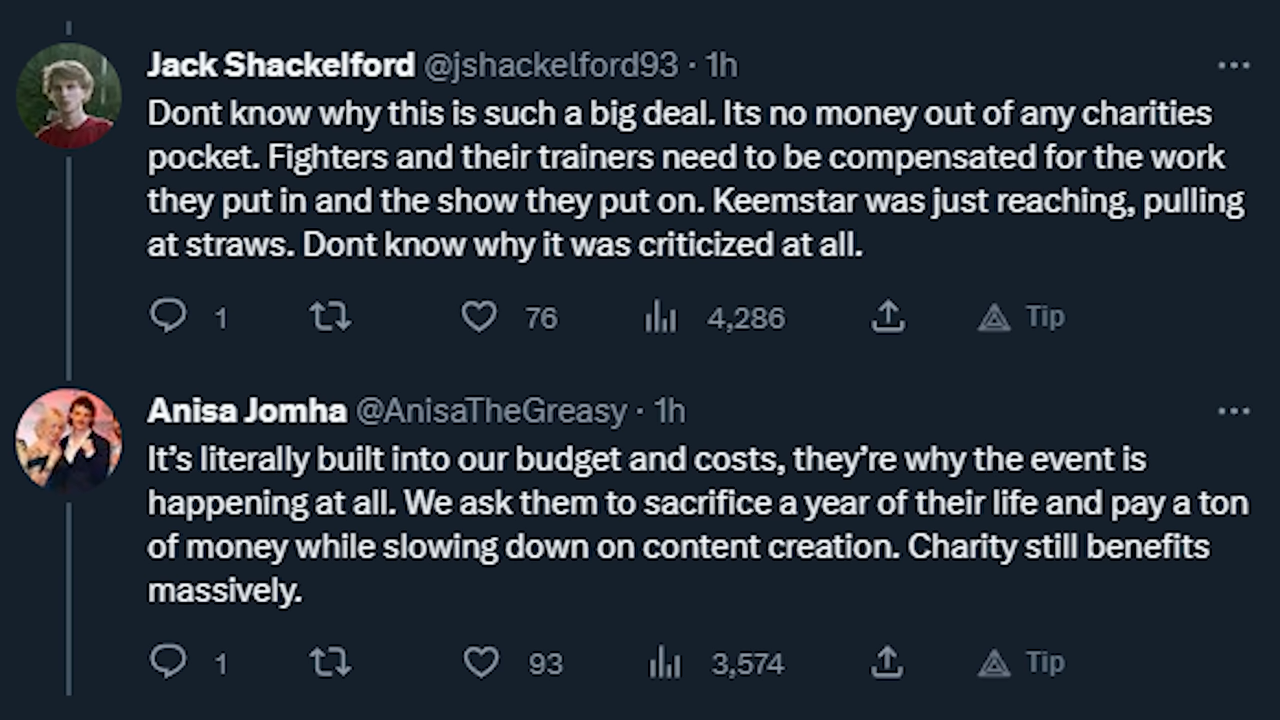 Jack Shackelford @jshackelford93 · 1h
Dont know why this is such a big deal. Its no money out of any charities
pocket. Fighters and their trainers need to be compensated for the work
they put in and the show they put on. Keemstar was just reaching, pulling
at straws. Dont know why it was criticized at all.
1 76 4,286 Tip
Anisa Jomha @AnisaTheGreasy · 1h
It’s literally built into our budget and costs, they’re why the event is
happening at all. We ask them to sacrifice a year of their life and pay a ton
of money while slowing down on content creation. Charity still benefits
massively.
1 93 3,574 Tip